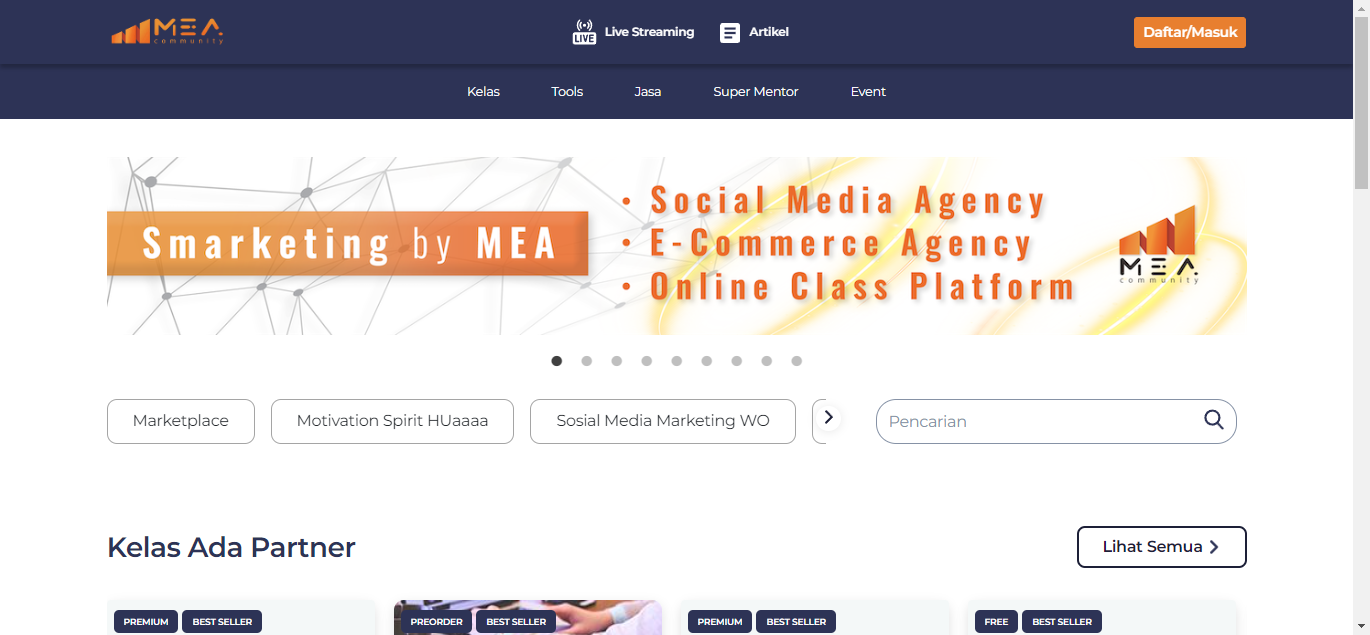 MEA
community
LIVE
Live Streaming
Artikel
Daftar/Masuk
Kelas
Tools
Jasa
Super Mentor
Event
Smarketing by MEA
• Social Media Agency
• E-Commerce Agency
• Online Class Platform
MEA
community
Marketplace
Motivation Spirit HUaaaa
Sosial Media Marketing WO
Pencarian
Kelas Ada Partner
Lihat Semua
PREMIUM
BEST SELLER
PREORDER
BEST SELLER
PREMIUM
BEST SELLER
FREE
BEST SELLER